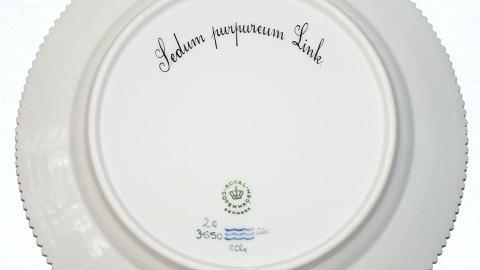 Sedum purpureum Link.
ROYAL
COPENHAGEN
DENMARK
20
3550